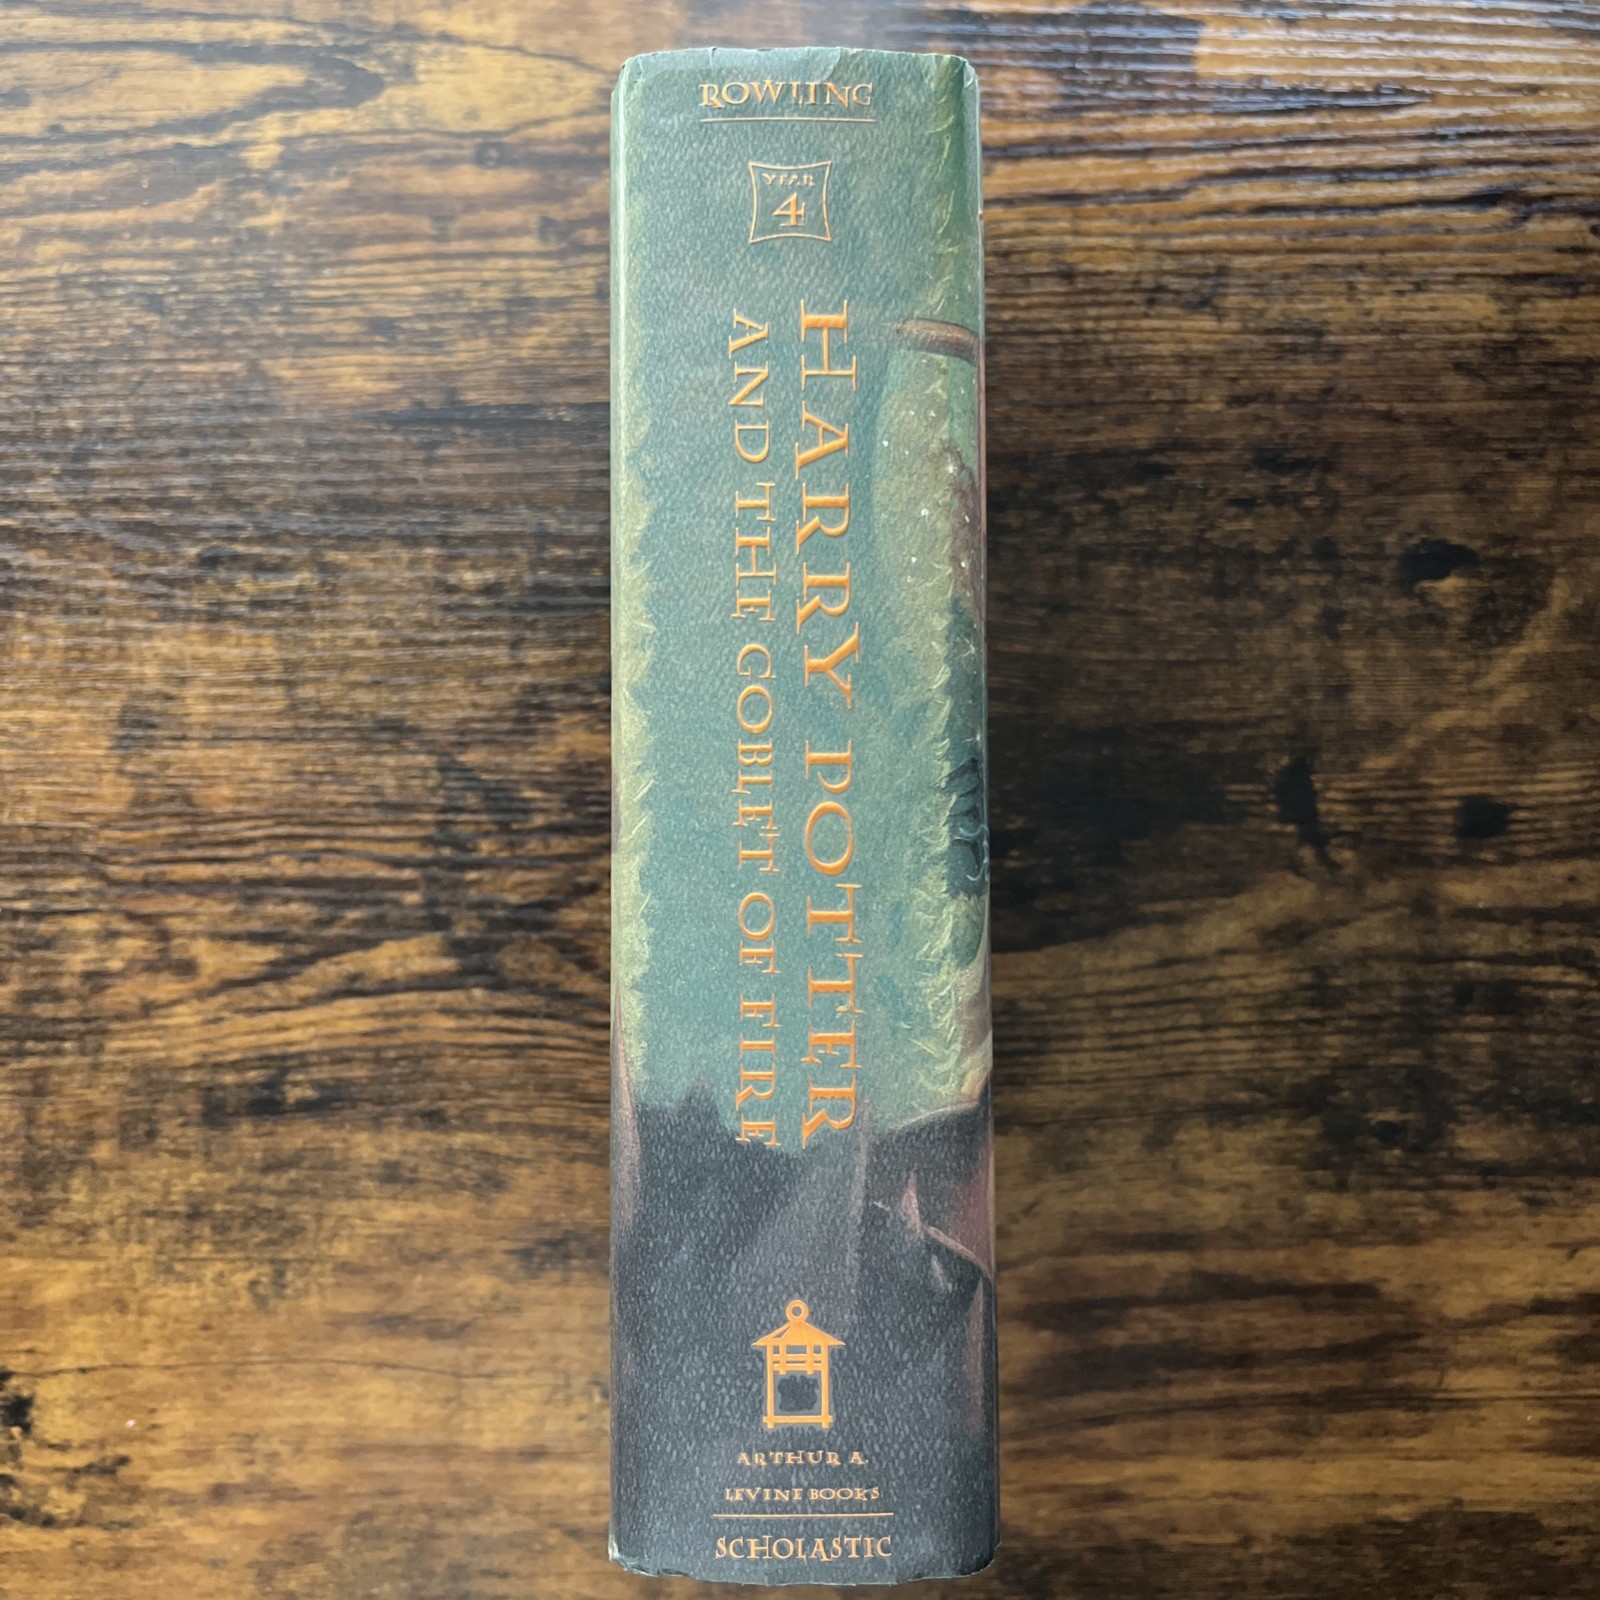 ROWLING
YEAR
4
HARRY POTTER
AND THE GOBLET OF FIRE
ARTHUR A.
LEVINE BOOKS
SCHOLASTIC